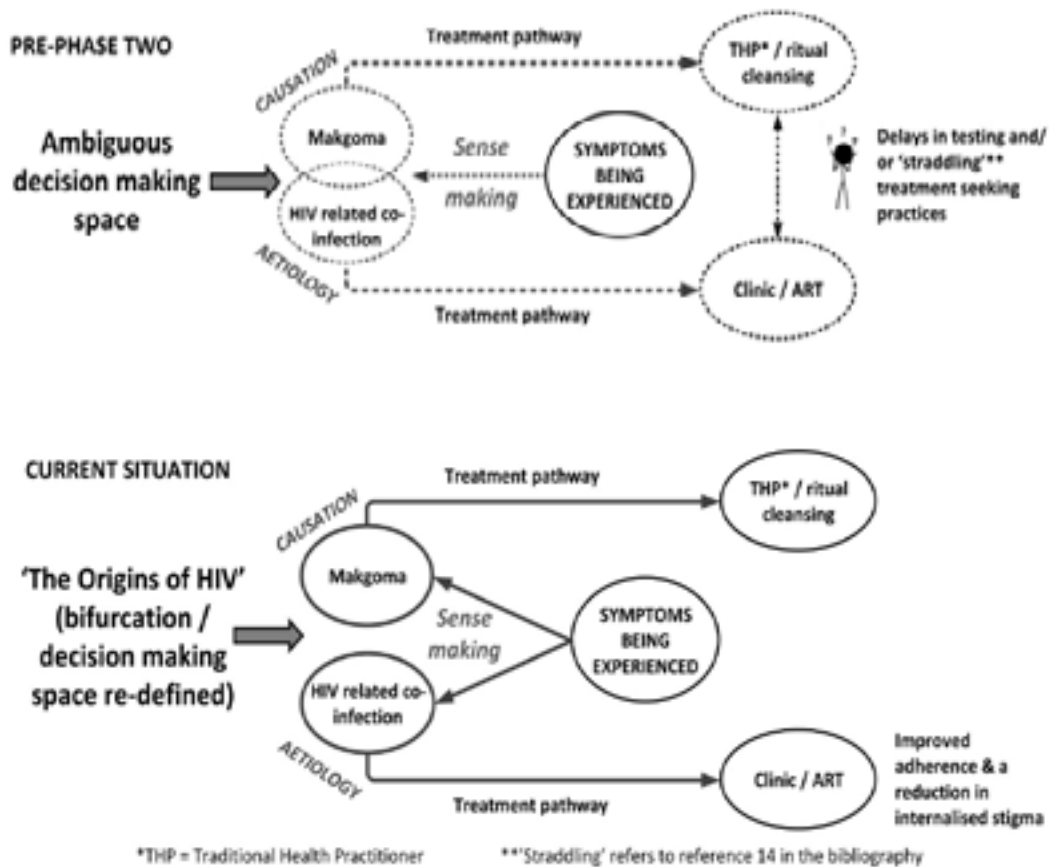 PRE-PHASE TWO
Treatment pathway
THP* / ritual
cleansing
CAUSATION
Makgoma
Ambiguous
decision making
space
Sense
making
SYMPTOMS
BEING
EXPERIENCED
? ? ?
Delays in testing and/
or 'straddling'**
treatment seeking
practices
HIV related co-
infection
AETIOLOGY
Clinic / ART
Treatment pathway
CURRENT SITUATION
Treatment pathway
THP* / ritual
cleansing
CAUSATION
Makgoma
'The Origins of HIV'
(bifurcation /
decision making
space re-defined)
Sense
making
SYMPTOMS
BEING
EXPERIENCED
HIV related co-
infection
AETIOLOGY
Treatment pathway
Clinic / ART
Improved
adherence & a
reduction in
internalised stigma
*THP = Traditional Health Practitioner
**'Straddling' refers to reference 14 in the bibliography